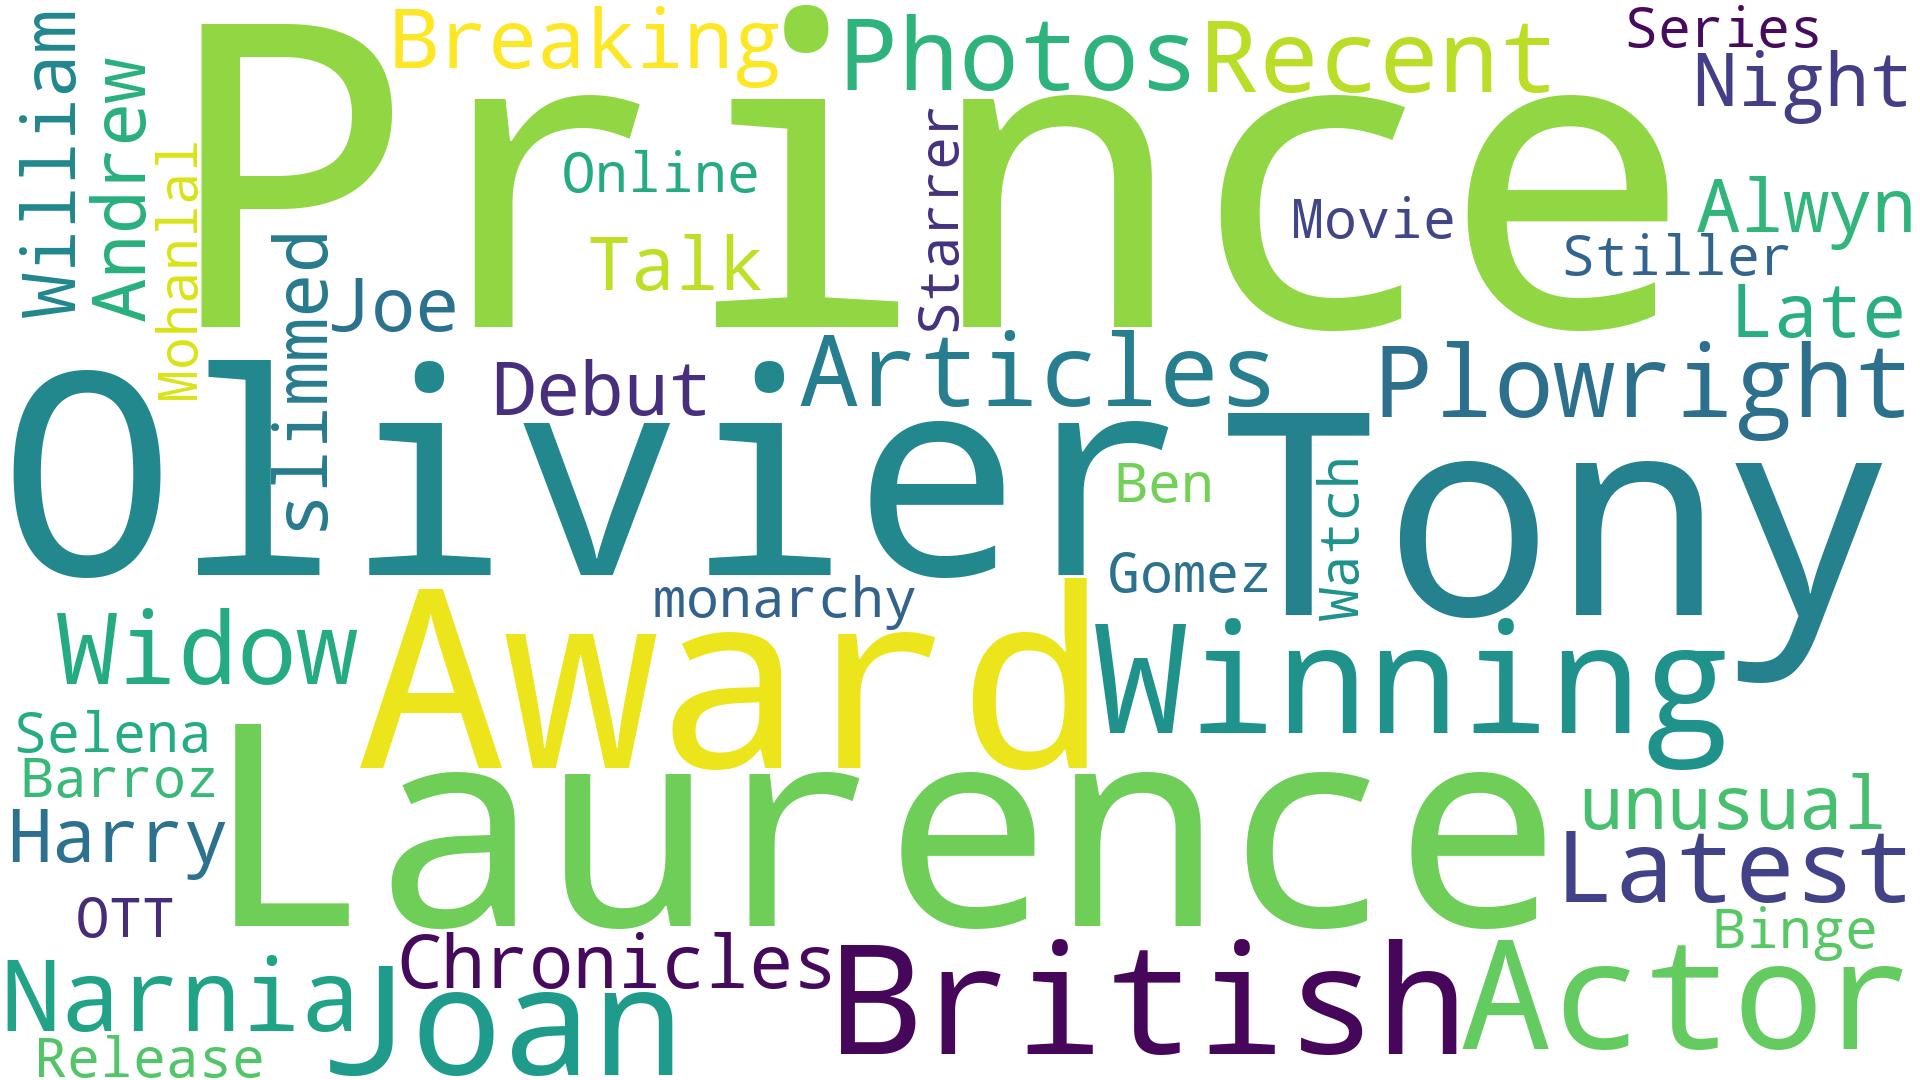 William
Andrew
Mohanlal
Prince
Breaking
Photos
Recent
Series
Night
Online
Talk
Starrer
Movie
Alwyn
Stiller
Late
slimmed
Joe
Debut
Articles
Plowright
Olivier
Tony
Ben
Watch
Gomez
monarchy
Widow
Award
Winning
Selena
Barroz
Harry
Laurence
unusual
Latest
OTT
Binge
Chronicles
Narnia
Joan
British
Actor
Release